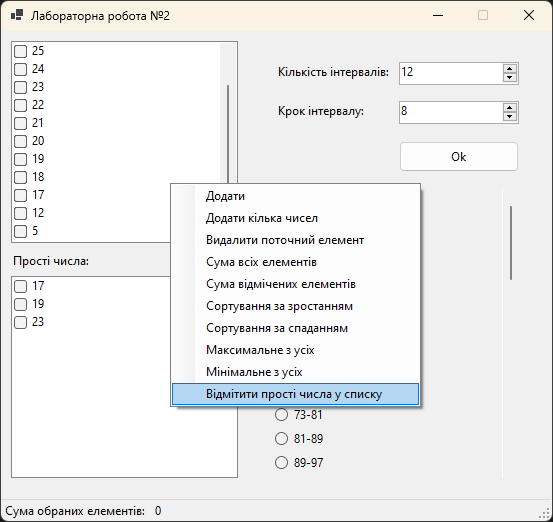 Лабораторна робота №2
25
24
23
22
21
20
19
18
17
12
5
Кількість інтервалів: 12
Крок інтервалу: 8
Ok
Прості числа:
17
19
23
Додати
Додати кілька чисел
Видалити поточний елемент
Сума всіх елементів
Сума відмічених елементів
Сортування за зростанням
Сортування за спаданням
Максимальне з усіх
Мінімальне з усіх
Відмітити прості числа у списку
73-81
81-89
89-97
Сума обраних елементів: 0